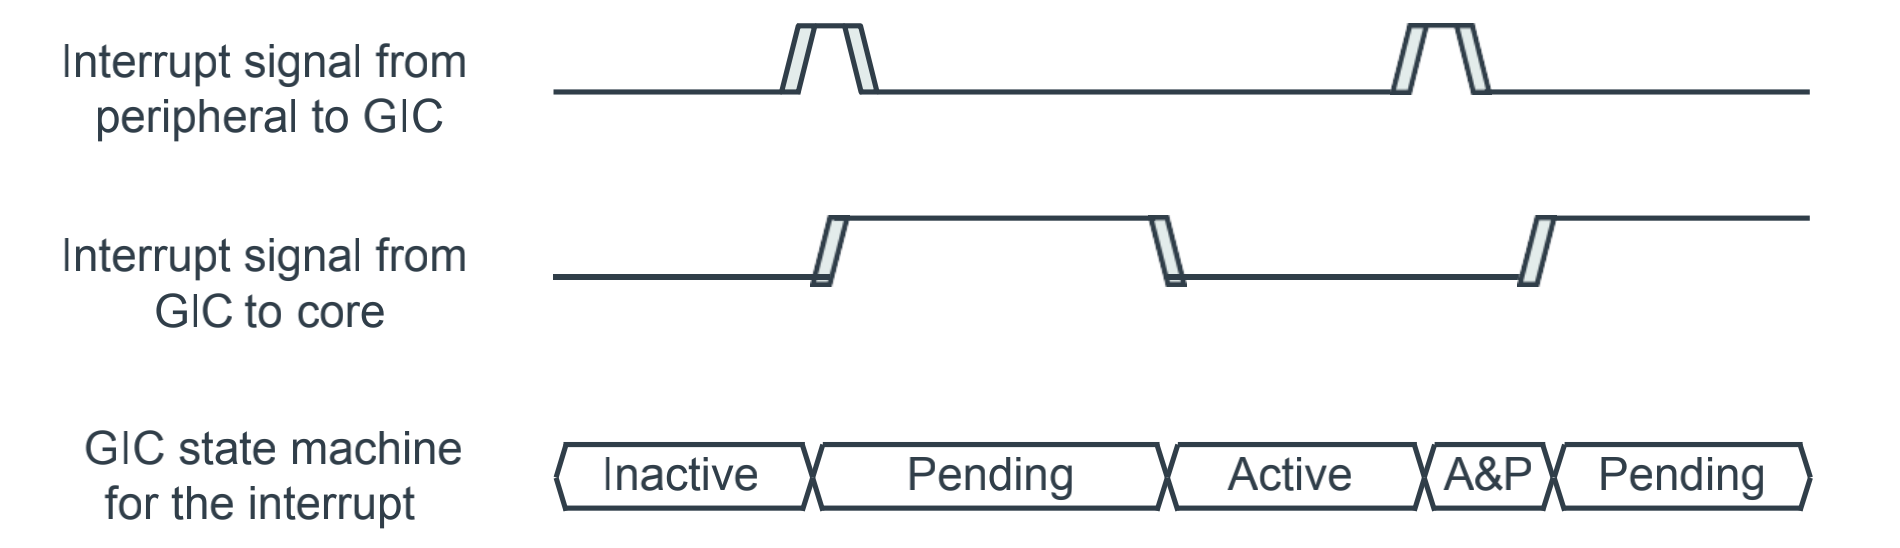 Interrupt signal from
peripheral to GIC
Interrupt signal from
GIC to core
GIC state machine
for the interrupt
Inactive
Pending
Active
A&P
Pending